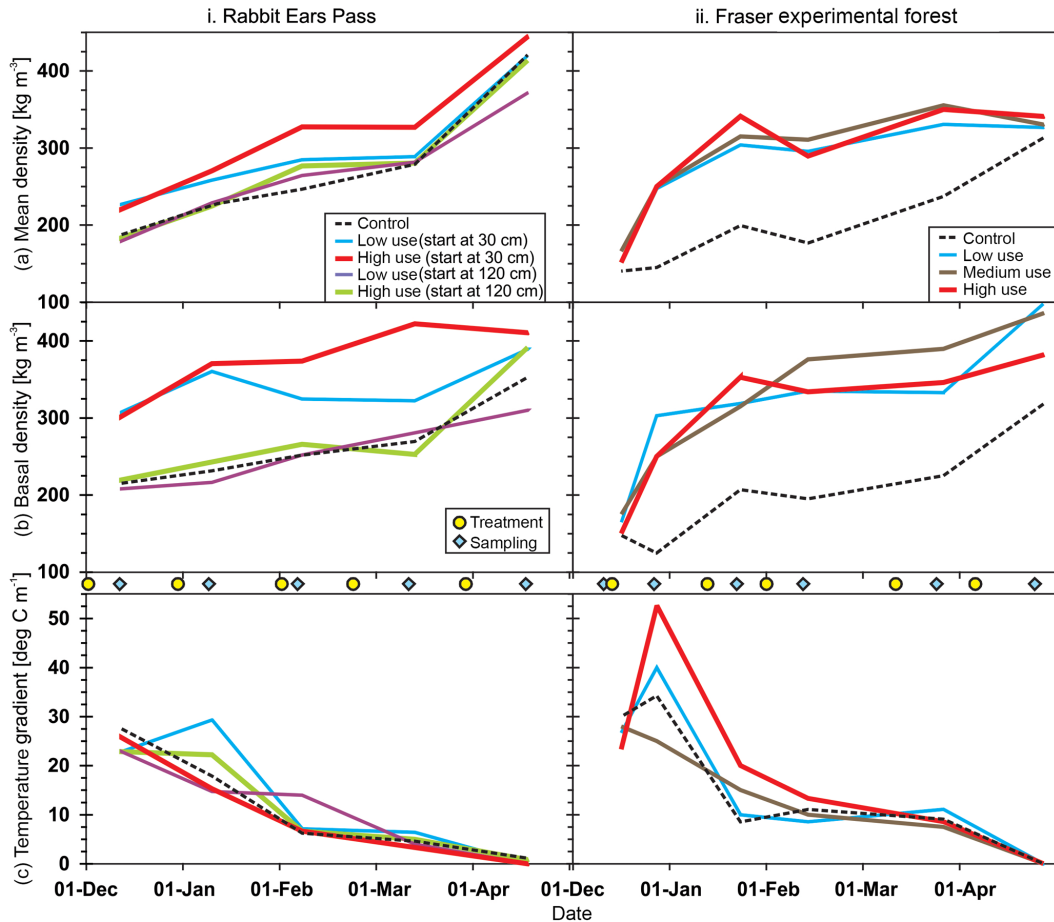 i. Rabbit Ears Pass
ii. Fraser experimental forest
(a) Mean density [kg m⁻³]
400
300
200
100
Control
Low use (start at 30 cm)
High use (start at 30 cm)
Low use (start at 120 cm)
High use (start at 120 cm)
Control
Low use
Medium use
High use
(b) Basal density [kg m⁻³]
400
300
200
100
Treatment
Sampling
(c) Temperature gradient [deg C m⁻¹]
50
40
30
20
10
0
01-Dec 01-Jan 01-Feb 01-Mar 01-Apr 01-Dec 01-Jan 01-Feb 01-Mar 01-Apr
Date